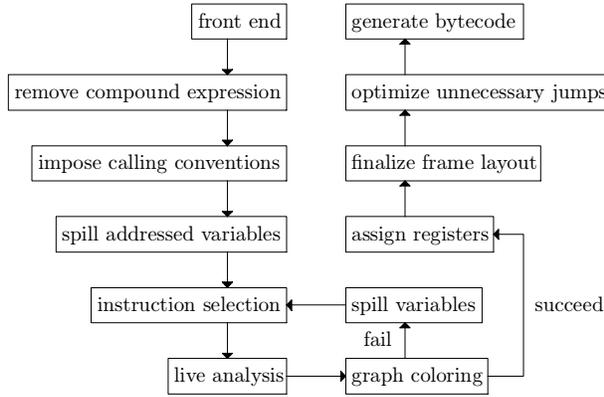 front end
generate bytecode
remove compound expression
optimize unnecessary jumps
impose calling conventions
finalize frame layout
spill addressed variables
assign registers
instruction selection
spill variables
succeed
fail
live analysis
graph coloring